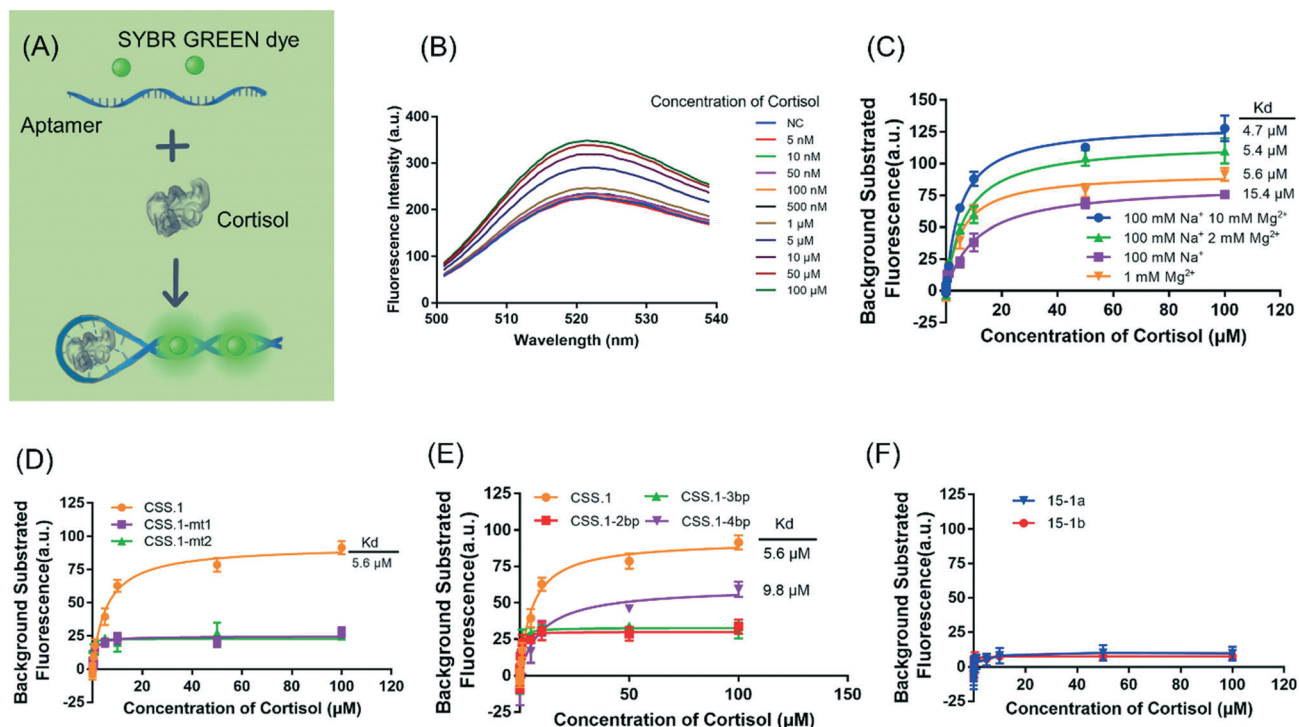 (A)
SYBR GREEN dye
Aptamer
Cortisol
(B)
Fluorescence Intensity (a.u.)
400
300
200
100
0
500
510
520
530
540
Wavelength (nm)
Concentration of Cortisol
NC
5 nM
10 nM
50 nM
100 nM
500 nM
1 µM
5 µM
10 µM
50 µM
100 µM
(C)
Background Substrated
Fluorescence(a.u.)
150
125
100
75
50
25
0
-25
20
40
60
80
100
120
Concentration of Cortisol (µM)
Kd
4.7 µM
5.4 µM
5.6 µM
15.4 µM
100 mM Na⁺ 10 mM Mg²⁺
100 mM Na⁺ 2 mM Mg²⁺
100 mM Na⁺
1 mM Mg²⁺
(D)
Background Substrated
Fluorescence(a.u.)
125
100
75
50
25
0
-25
20
40
60
80
100
120
Concentration of Cortisol (µM)
CSS.1
CSS.1-mt1
CSS.1-mt2
Kd
5.6 µM
(E)
Background Substrated
Fluorescence(a.u.)
125
100
75
50
25
0
-25
50
100
150
Concentration of Cortisol (µM)
CSS.1
CSS.1-3bp
CSS.1-2bp
CSS.1-4bp
Kd
5.6 µM
9.8 µM
(F)
Background Substrated
Fluorescence(a.u.)
125
100
75
50
25
0
-25
20
40
60
80
100
120
Concentration of Cortisol (µM)
15-1a
15-1b